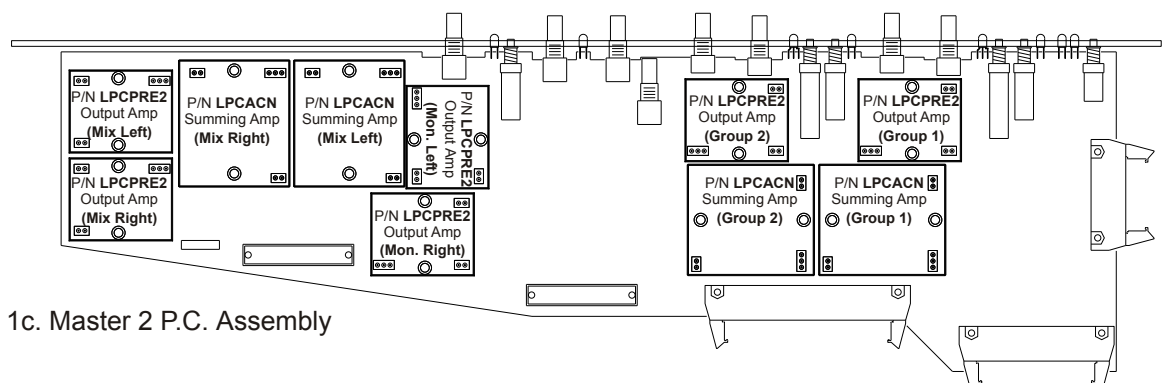 P/N LPCPRE2
Output Amp
(Mix Left)
P/N LPCPRE2
Output Amp
(Mix Right)
P/N LPCACN
Summing Amp
(Mix Right)
P/N LPCACN
Summing Amp
(Mix Left)
P/N LPCPRE2
Output Amp
(Mon. Left)
P/N LPCPRE2
Output Amp
(Mon. Right)
P/N LPCPRE2
Output Amp
(Group 2)
P/N LPCACN
Summing Amp
(Group 2)
P/N LPCPRE2
Output Amp
(Group 1)
P/N LPCACN
Summing Amp
(Group 1)
1c. Master 2 P.C. Assembly